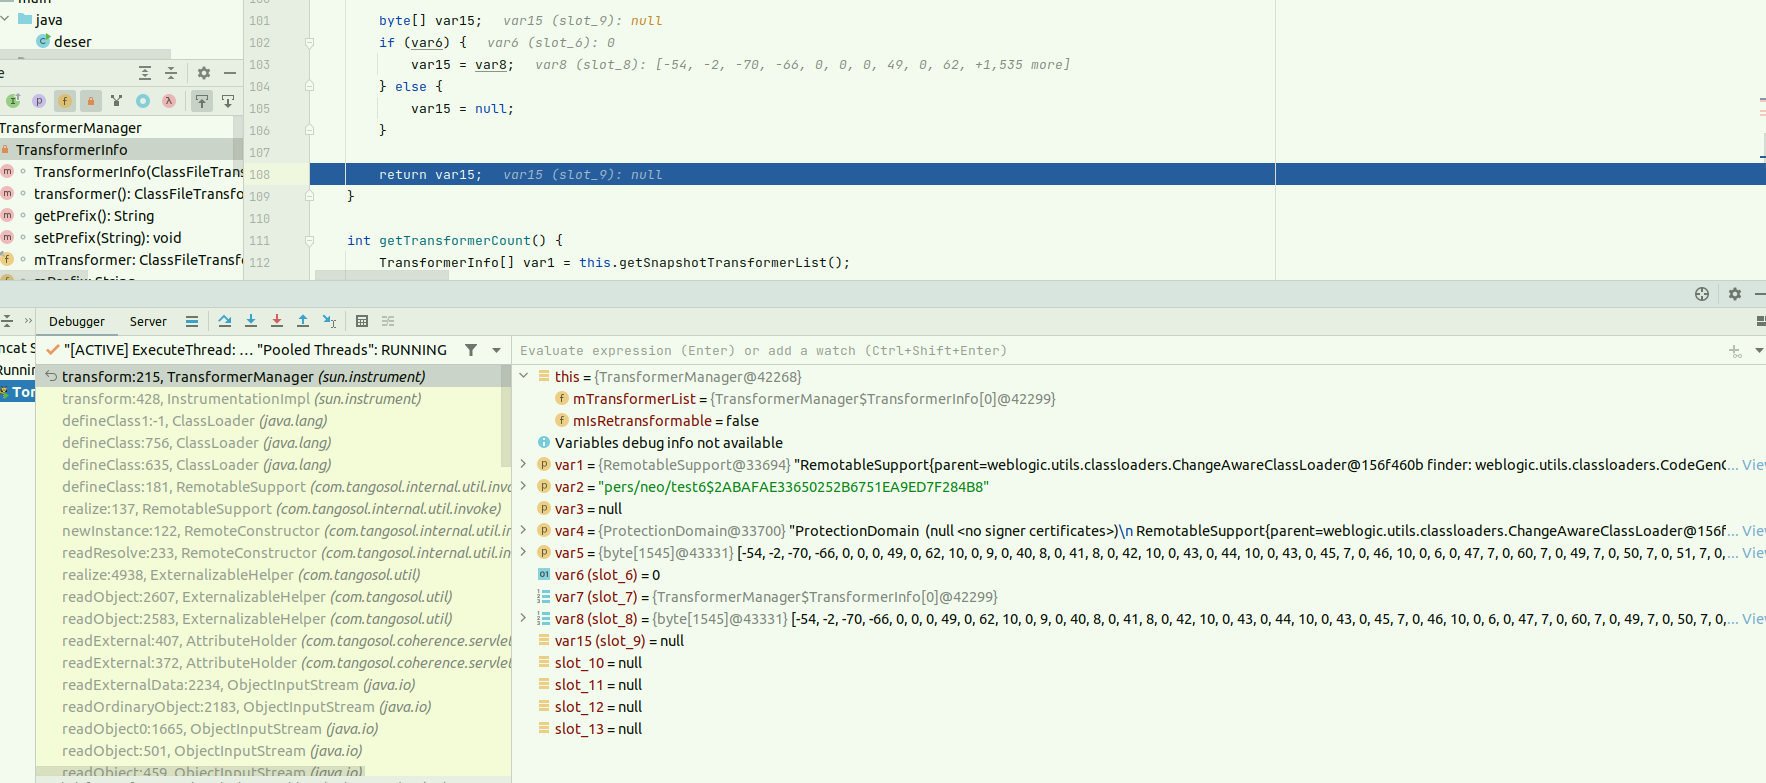 main
java
deser
TransformerManager
TransformerInfo
TransformerInfo(ClassFileTrans
transformer(): ClassFileTransfo
getPrefix(): String
setPrefix(String): void
mTransformer: ClassFileTransfo
101 byte[] var15; var15 (slot_9): null
102 if (var6) { var6 (slot_6): 0
103 var15 = var8; var8 (slot_8): [-54, -2, -70, -66, 0, 0, 0, 49, 0, 62, +1,535 more]
104 } else {
105 var15 = null;
106 }
107
108 return var15; var15 (slot_9): null
109 }
110
111 int getTransformerCount() {
112 TransformerInfo[] var1 = this.getSnapshotTransformerList();
Debugger Server
mcat S
Runnin
Tor
"[ACTIVE] ExecuteThread: … "Pooled Threads": RUNNING
transform:215, TransformerManager (sun.instrument)
transform:428, InstrumentationImpl (sun.instrument)
defineClass1:-1, ClassLoader (java.lang)
defineClass:756, ClassLoader (java.lang)
defineClass:635, ClassLoader (java.lang)
defineClass:181, RemotableSupport (com.tangosol.internal.util.invo
realize:137, RemotableSupport (com.tangosol.internal.util.invoke)
newInstance:122, RemoteConstructor (com.tangosol.internal.util.in
readResolve:233, RemoteConstructor (com.tangosol.internal.util.in
realize:4938, ExternalizableHelper (com.tangosol.util)
readObject:2607, ExternalizableHelper (com.tangosol.util)
readObject:2583, ExternalizableHelper (com.tangosol.util)
readExternal:407, AttributeHolder (com.tangosol.coherence.servlet
readExternal:372, AttributeHolder (com.tangosol.coherence.servlet
readExternalData:2234, ObjectInputStream (java.io)
readOrdinaryObject:2183, ObjectInputStream (java.io)
readObject0:1665, ObjectInputStream (java.io)
readObject:501, ObjectInputStream (java.io)
readObject:459, ObjectInputStream (java.io)
Evaluate expression (Enter) or add a watch (Ctrl+Shift+Enter)
this = {TransformerManager@42268}
mTransformerList = {TransformerManager$TransformerInfo[0]@42299}
mIsRetransformable = false
Variables debug info not available
var1 = {RemotableSupport@33694} "RemotableSupport{parent=weblogic.utils.classloaders.ChangeAwareClassLoader@156f460b finder: weblogic.utils.classloaders.CodeGenC… View
var2 = "pers/neo/test6$2ABAFAE33650252B6751EA9ED7F284B8"
var3 = null
var4 = {ProtectionDomain@33700} "ProtectionDomain (null <no signer certificates>)\n RemotableSupport{parent=weblogic.utils.classloaders.ChangeAwareClassLoader@156f… View
var5 = {byte[1545]@43331} [-54, -2, -70, -66, 0, 0, 0, 49, 0, 62, 10, 0, 9, 0, 40, 8, 0, 41, 8, 0, 42, 10, 0, 43, 0, 44, 10, 0, 43, 0, 45, 7, 0, 46, 10, 0, 6, 0, 47, 7, 0, 60, 7, 0, 49, 7, 0, 50, 7, 0, 51, 7, 0,… View
var6 (slot_6) = 0
var7 (slot_7) = {TransformerManager$TransformerInfo[0]@42299}
var8 (slot_8) = {byte[1545]@43331} [-54, -2, -70, -66, 0, 0, 0, 49, 0, 62, 10, 0, 9, 0, 40, 8, 0, 41, 8, 0, 42, 10, 0, 43, 0, 44, 10, 0, 43, 0, 45, 7, 0, 46, 10, 0, 6, 0, 47, 7, 0, 60, 7, 0, 49, 7, 0, 50, 7, 0,… View
var15 (slot_9) = null
slot_10 = null
slot_11 = null
slot_12 = null
slot_13 = null